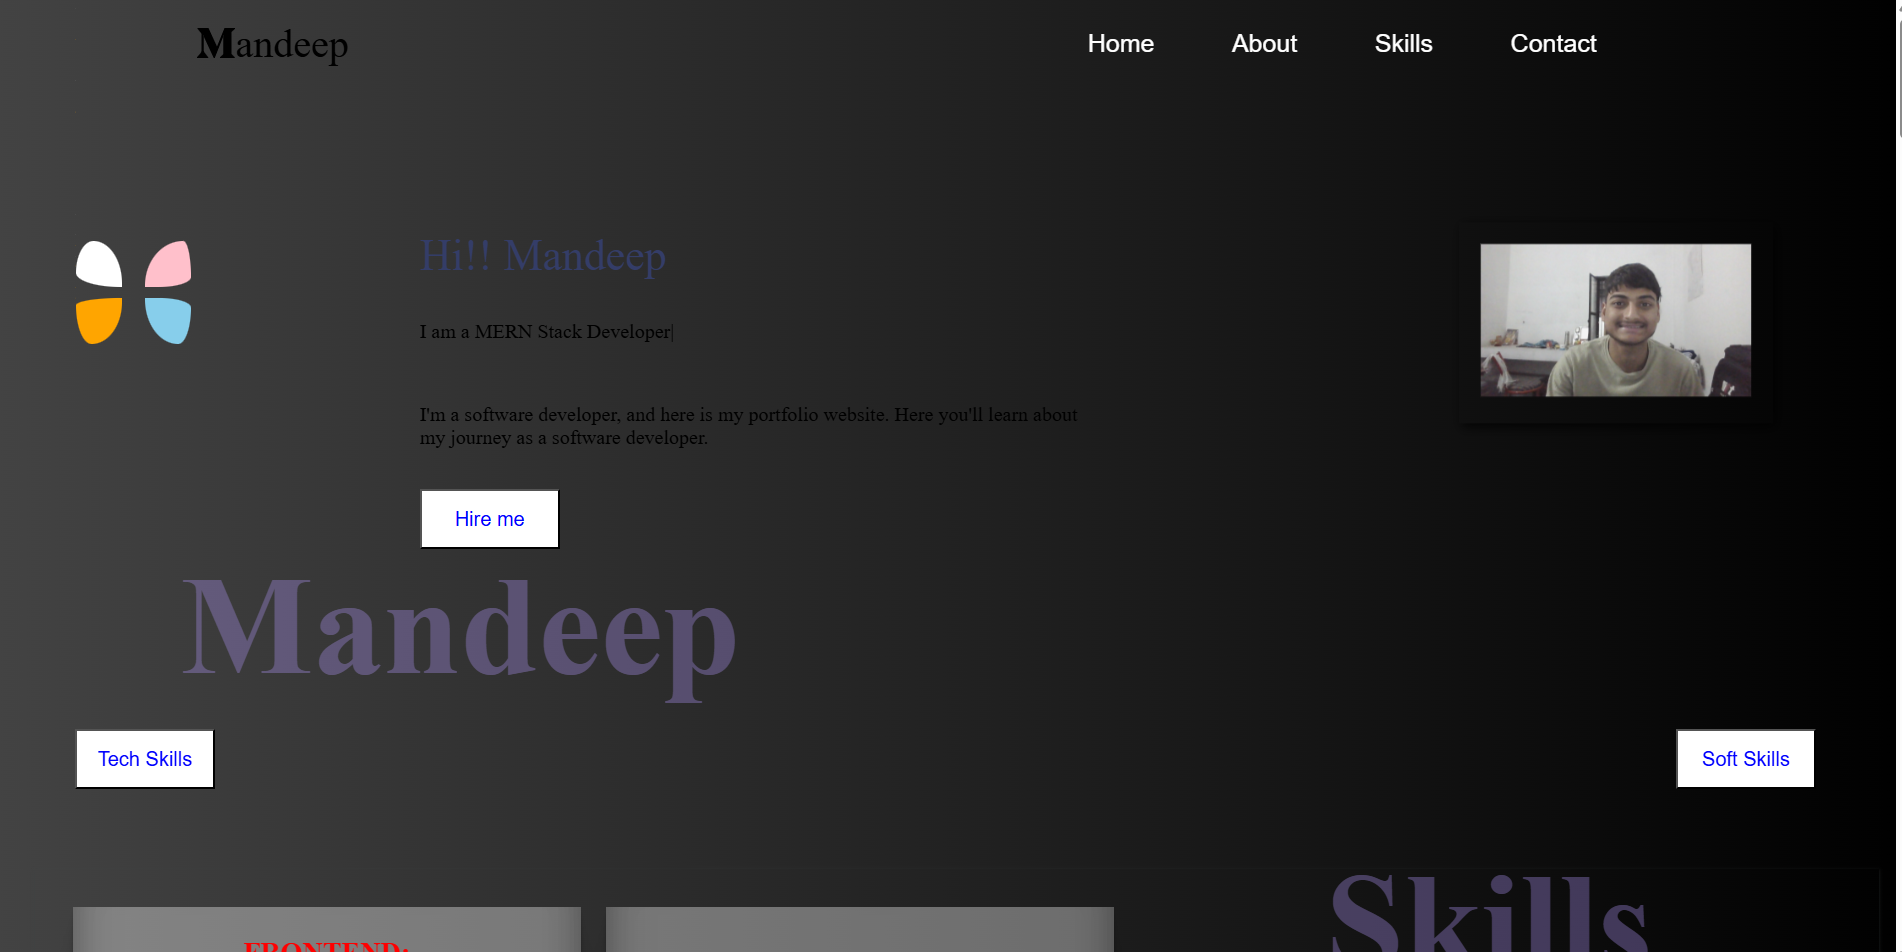 Mandeep
Home About Skills Contact
Hi!! Mandeep
I am a MERN Stack Developer|
I'm a software developer, and here is my portfolio website. Here you'll learn about
my journey as a software developer.
Hire me
Mandeep
Tech Skills
Soft Skills
Skills
FRONTEND: